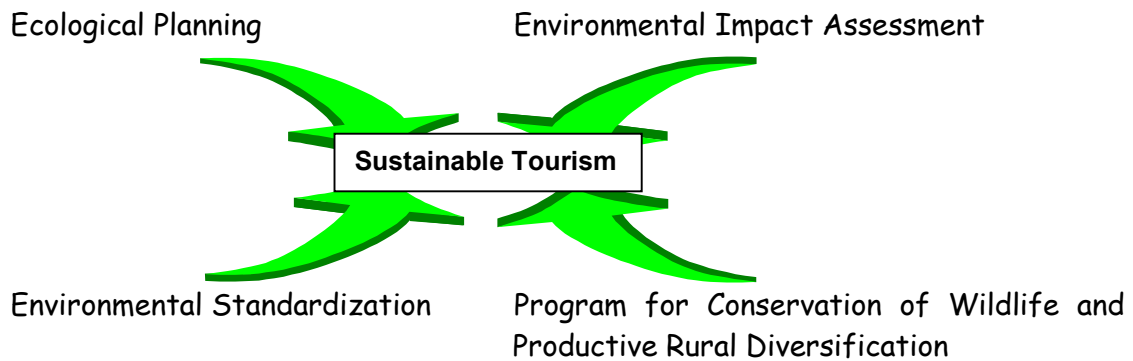 Ecological Planning
Environmental Impact Assessment
Sustainable Tourism
Environmental Standardization
Program for Conservation of Wildlife and
Productive Rural Diversification